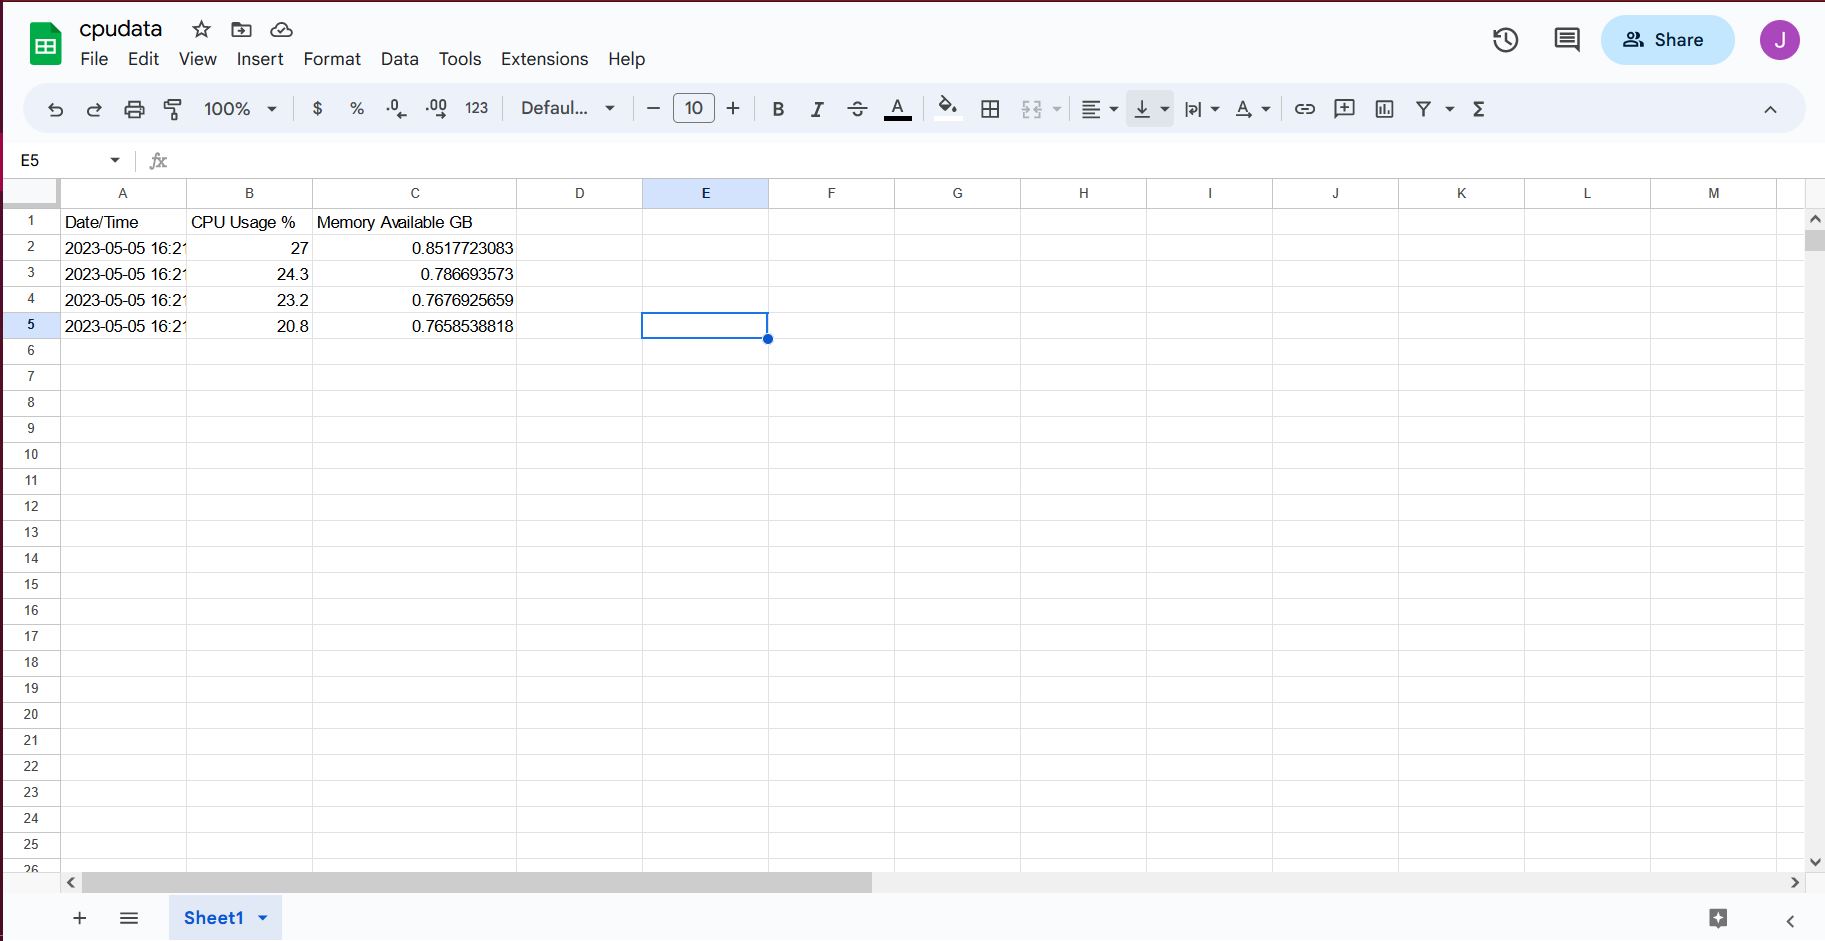 cpudata
File Edit View Insert Format Data Tools Extensions Help
Share
J
100% $ % .0 .00 123 Defaul... 10 B I S A
E5 fx
A B C D E F G H I J K L M
1 Date/Time CPU Usage % Memory Available GB
2 2023-05-05 16:21 27 0.8517723083
3 2023-05-05 16:21 24.3 0.786693573
4 2023-05-05 16:21 23.2 0.7676925659
5 2023-05-05 16:21 20.8 0.7658538818
6
7
8
9
10
11
12
13
14
15
16
17
18
19
20
21
22
23
24
25
26
Sheet1